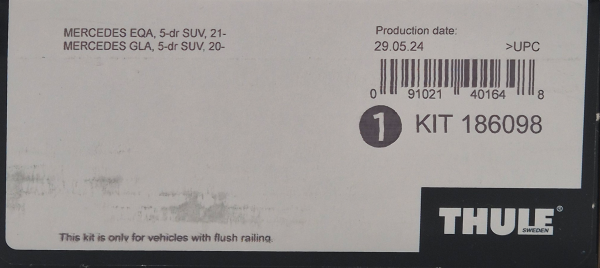 MERCEDES EQA, 5-dr SUV, 21-
MERCEDES GLA, 5-dr SUV, 20-
Production date:
29.05.24 >UPC
0 91021 40164 8
1 KIT 186098
THULE®
SWEDEN
This kit is only for vehicles with flush railing.